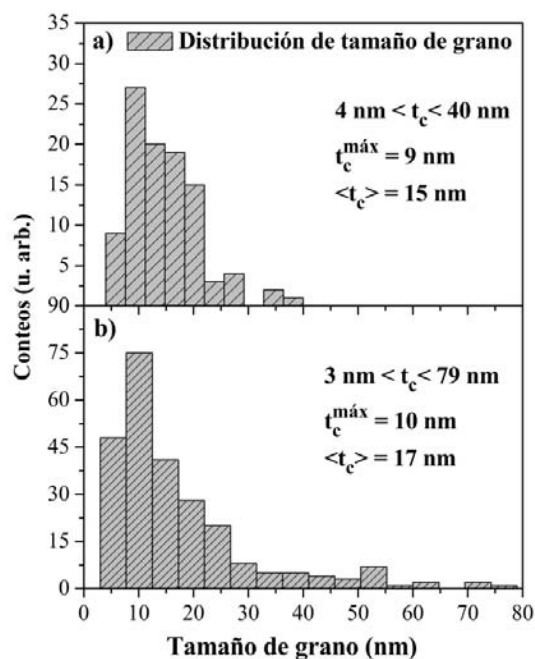 35
a) Distribución de tamaño de grano
30
25
4 nm < t_c < 40 nm
20
t_c^máx = 9 nm
15
<t_c> = 15 nm
10
5
90
b)
75
3 nm < t_c < 79 nm
60
t_c^máx = 10 nm
45
<t_c> = 17 nm
30
15
0
0 10 20 30 40 50 60 70 80
Conteos (u. arb.)
Tamaño de grano (nm)